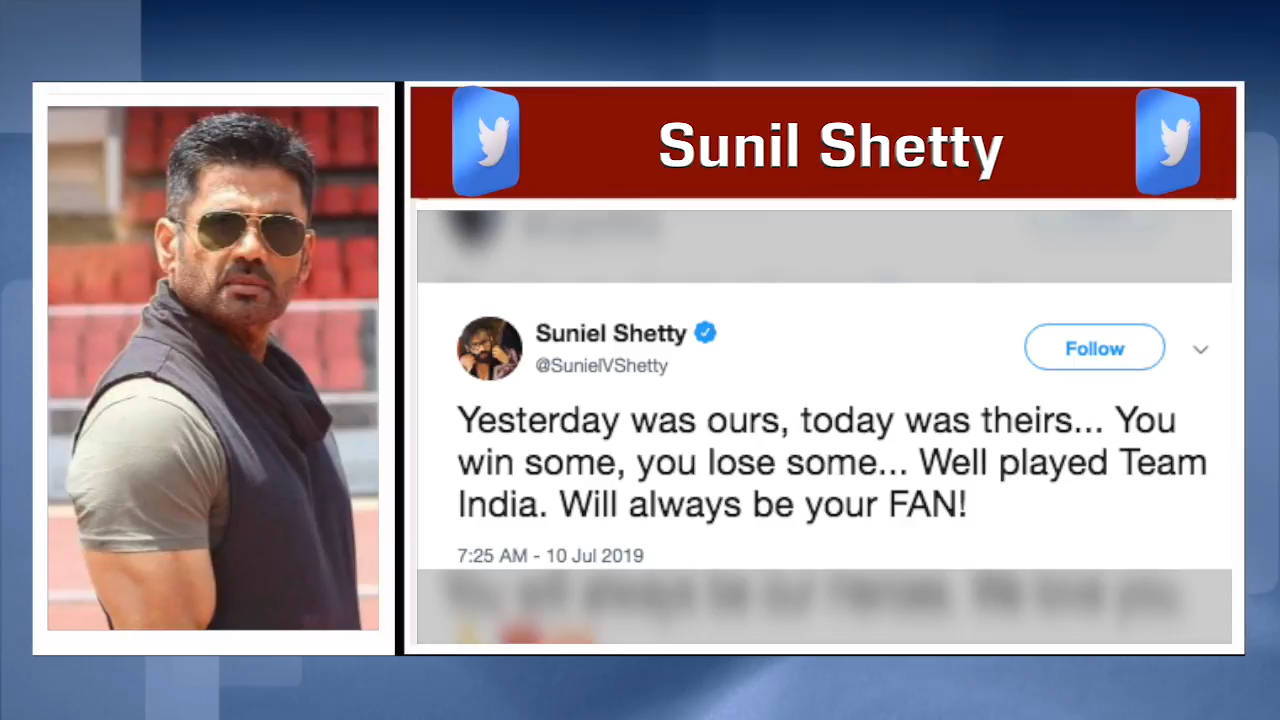 Sunil Shetty
Suniel Shetty
@SunielVShetty
Follow
Yesterday was ours, today was theirs... You
win some, you lose some... Well played Team
India. Will always be your FAN!
7:25 AM - 10 Jul 2019